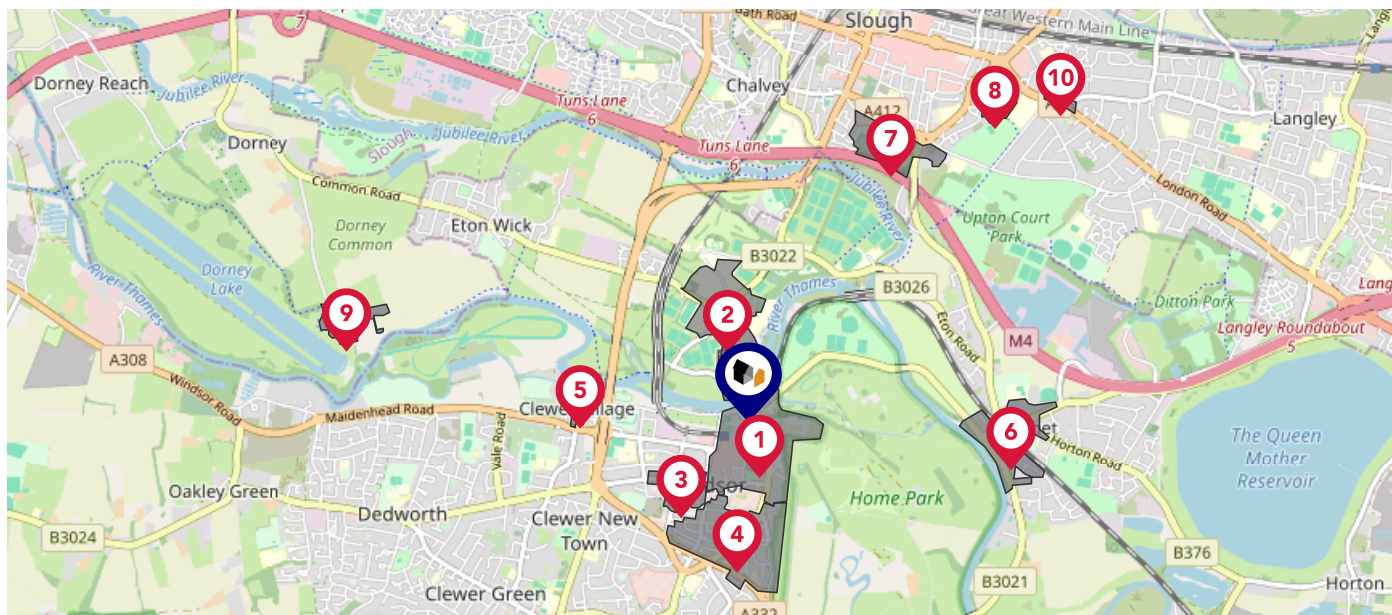 7
Bath Road
Slough
Great Western Main Line
Dorney Reach
Jubilee River
Chalvey
8
10
Tuns Lane
6
A412
Langley
Dorney
Slough
Jubilee River
7
Tuns Lane
6
Common Road
Jubilee River
London Road
Dorney
Common
Eton Wick
Upton Court
Park
B3022
River Thames
Dorney
Lake
River Thames
B3026
Ditton Park
9
2
Eton Road
Langley Roundabout
5
A308
M4
Windsor Road
5
Maidenhead Road
Vale Road
1
6
Horton Road
The Queen
Mother
Reservoir
3
Oakley Green
Home Park
Dedworth
Clewer New
Town
4
B3024
B376
B3021
Horton
Clewer Green
A332